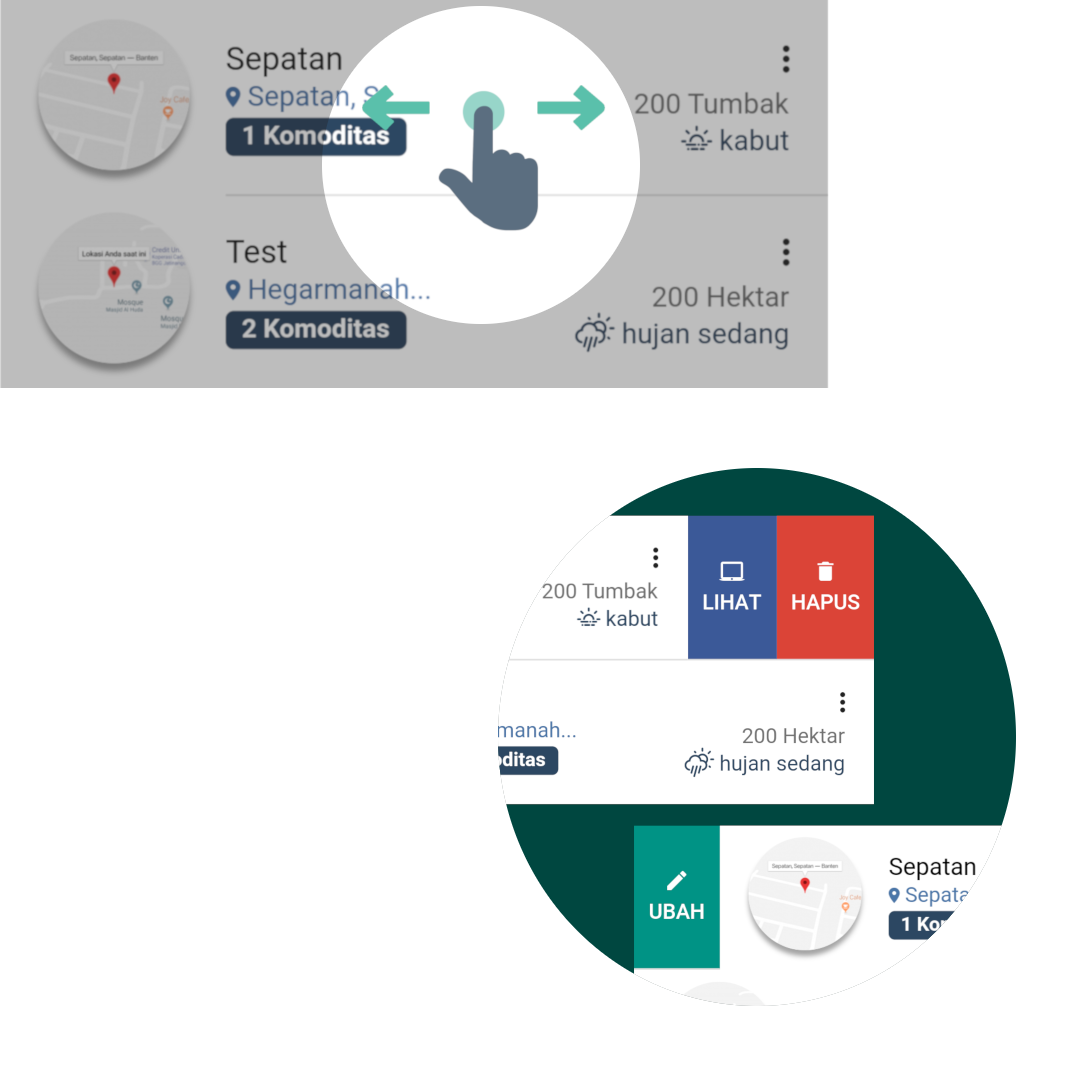 Sepatan, Sepatan — Banten
Sepatan
Sepatan, S
1 Komoditas
200 Tumbak
kabut
Lokasi Anda saat ini
Mosque
Test
Hegarmanah...
2 Komoditas
200 Hektar
hujan sedang
200 Tumbak
kabut
LIHAT
HAPUS
manah...
ditas
200 Hektar
hujan sedang
UBAH
Sepatan, Sepatan — Banten
Sepatan
Sepata
1 Ko